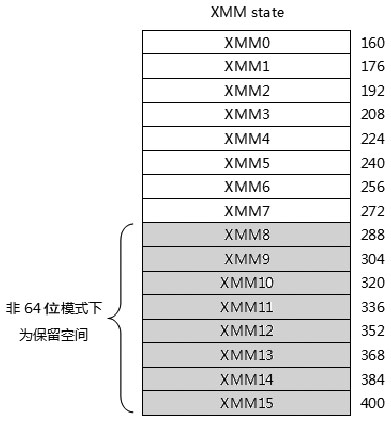 XMM state
XMM0 160
XMM1 176
XMM2 192
XMM3 208
XMM4 224
XMM5 240
XMM6 256
XMM7 272
XMM8 288
XMM9 304
XMM10 320
XMM11 336
XMM12 352
XMM13 368
XMM14 384
XMM15 400
非 64 位模式下
为保留空间